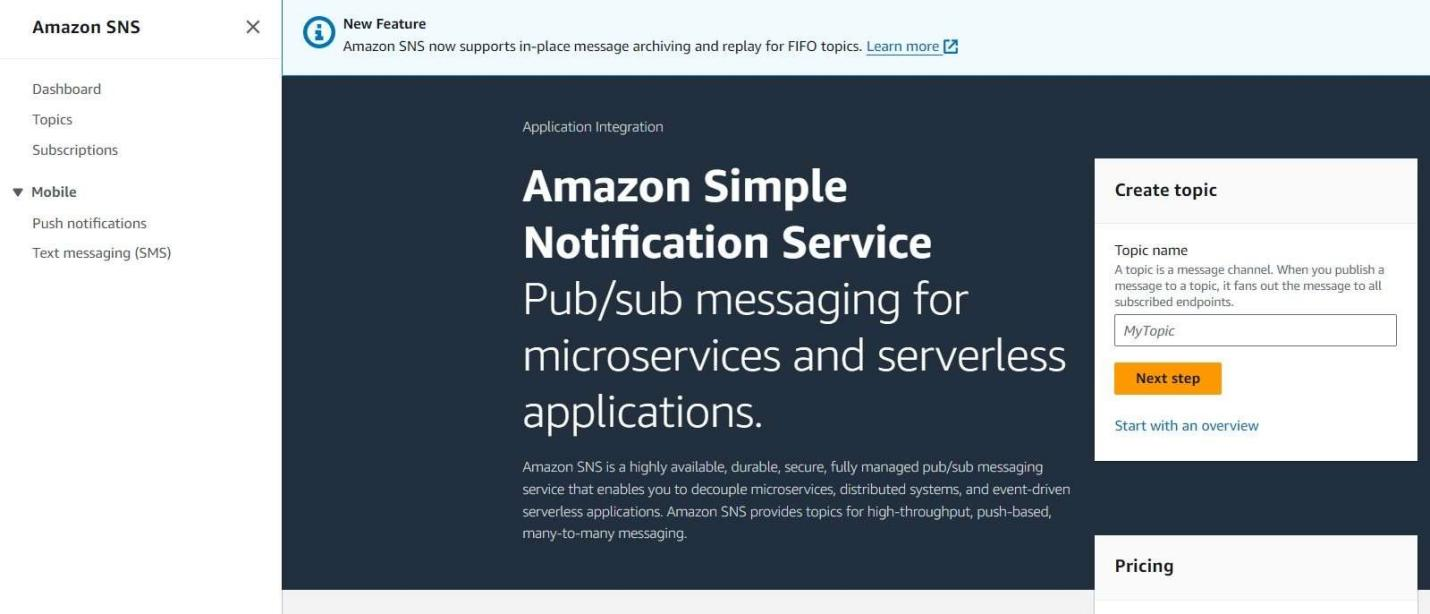 Amazon SNS
Dashboard
Topics
Subscriptions
Mobile
Push notifications
Text messaging (SMS)
New Feature
Amazon SNS now supports in-place message archiving and replay for FIFO topics. Learn more
Application Integration
Amazon Simple
Notification Service
Pub/sub messaging for
microservices and serverless
applications.
Amazon SNS is a highly available, durable, secure, fully managed pub/sub messaging
service that enables you to decouple microservices, distributed systems, and event-driven
serverless applications. Amazon SNS provides topics for high-throughput, push-based,
many-to-many messaging.
Create topic
Topic name
A topic is a message channel. When you publish a
message to a topic, it fans out the message to all
subscribed endpoints.
MyTopic
Next step
Start with an overview
Pricing